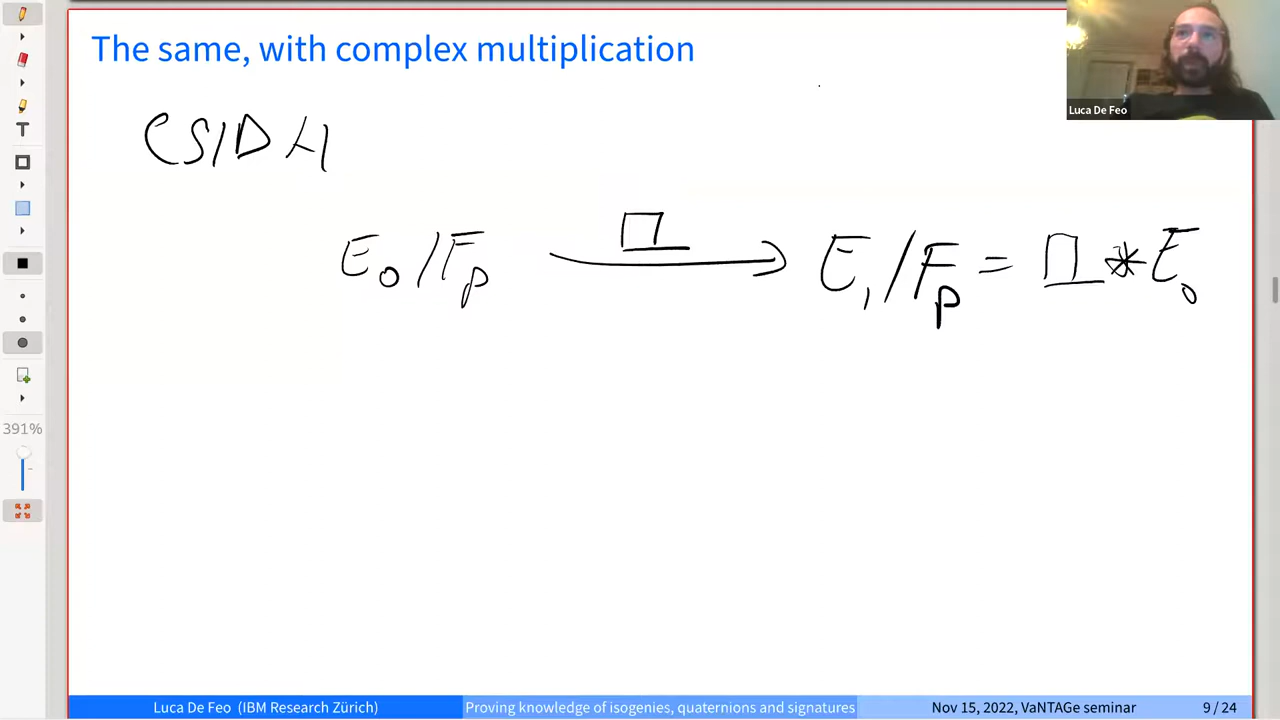 The same, with complex multiplication
Luca De Feo
CSIDH
E₀/Fₚ → E₁/Fₚ = * E₀
391%
Luca De Feo (IBM Research Zürich) Proving knowledge of isogenies, quaternions and signatures Nov 15, 2022, VaNTAGe seminar 9 / 24